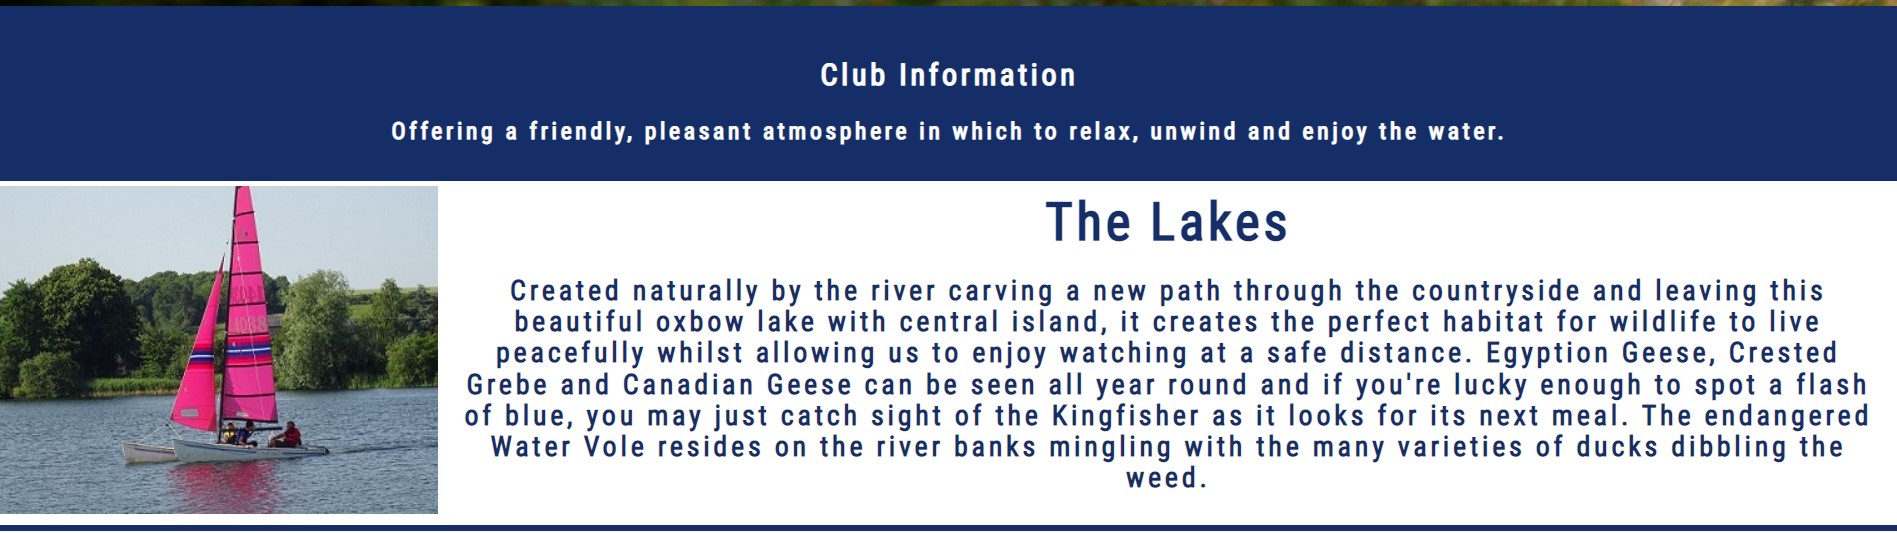 Club Information
Offering a friendly, pleasant atmosphere in which to relax, unwind and enjoy the water.
The Lakes
Created naturally by the river carving a new path through the countryside and leaving this
beautiful oxbow lake with central island, it creates the perfect habitat for wildlife to live
peacefully whilst allowing us to enjoy watching at a safe distance. Egyption Geese, Crested
Grebe and Canadian Geese can be seen all year round and if you're lucky enough to spot a flash
of blue, you may just catch sight of the Kingfisher as it looks for its next meal. The endangered
Water Vole resides on the river banks mingling with the many varieties of ducks dibbling the
weed.